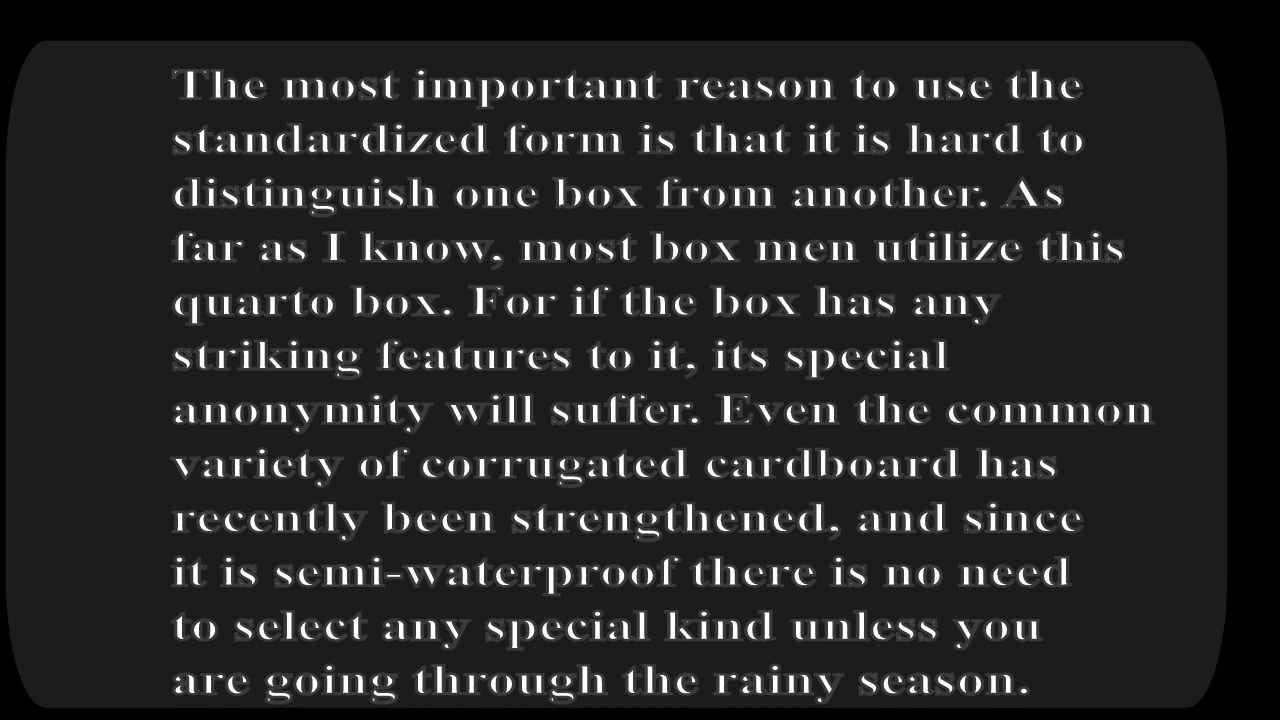 The most important reason to use the
standardized form is that it is hard to
distinguish one box from another. As
far as I know, most box men utilize this
quarto box. For if the box has any
striking features to it, its special
anonymity will suffer. Even the common
variety of corrugated cardboard has
recently been strengthened, and since
it is semi-waterproof there is no need
to select any special kind unless you
are going through the rainy season.